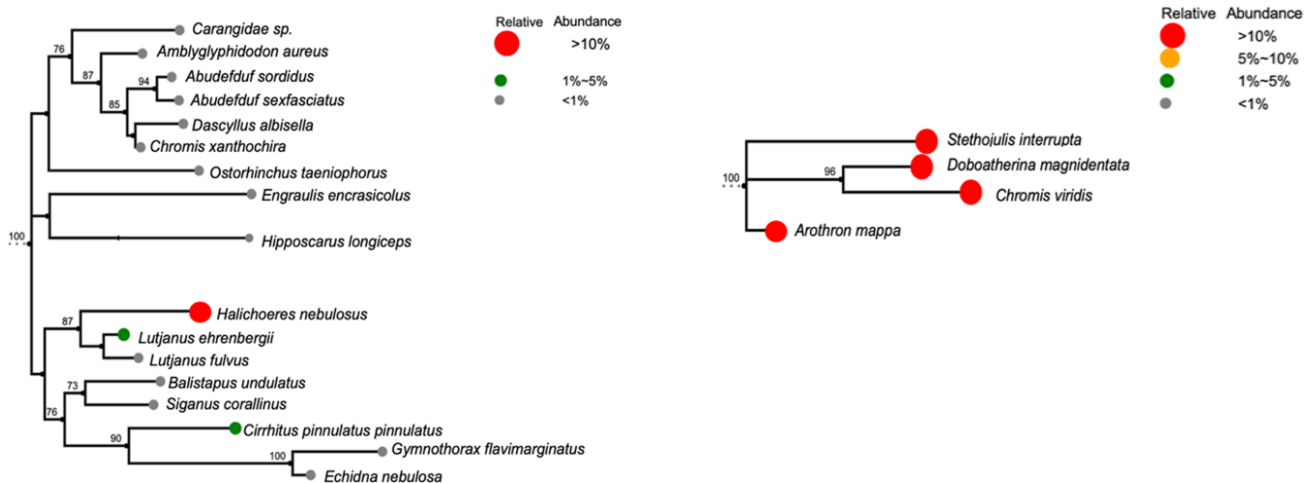 Relative Abundance
>10%
1%~5%
<1%
76
Carangidae sp.
Amblyglyphidodon aureus
87
94
Abudefduf sordidus
85
Abudefduf sexfasciatus
Dascyllus albisella
Chromis xanthochira
Ostorhinchus taeniophorus
Engraulis encrasicolus
100
Hipposcarus longiceps
87
Halichoeres nebulosus
Lutjanus ehrenbergii
Lutjanus fulvus
73
Balistapus undulatus
76
Siganus corallinus
90
Cirrhitus pinnulatus pinnulatus
100
Gymnothorax flavimarginatus
Echidna nebulosa
Relative Abundance
>10%
5%~10%
1%~5%
<1%
Stethojulis interrupta
100
96
Doboatherina magnidentata
Chromis viridis
Arothron mappa